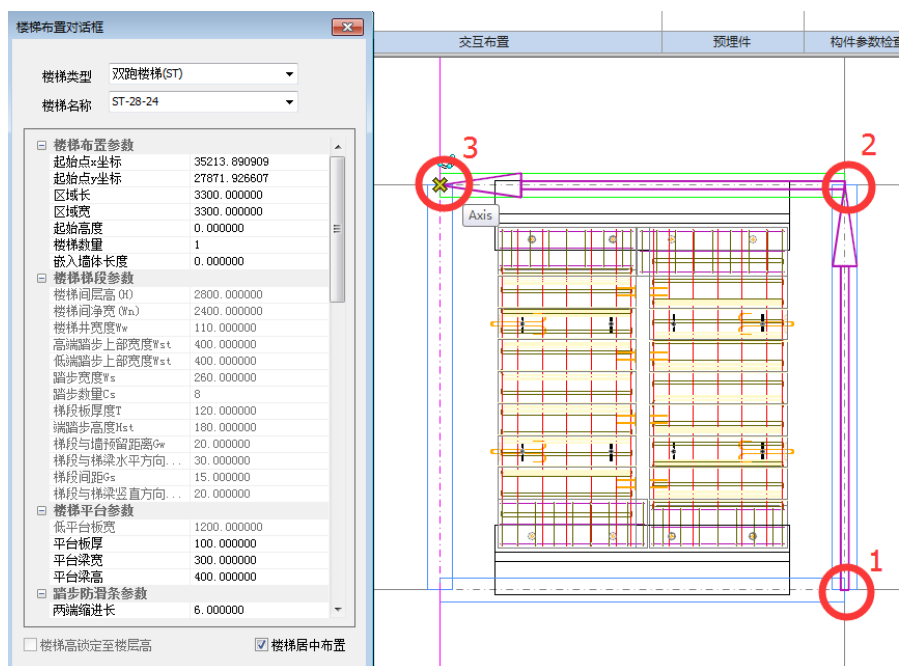 楼梯布置对话框
楼梯类型 双跑楼梯(ST)
楼梯名称 ST-28-24
楼梯布置参数
起始点x坐标 35213.890909
起始点y坐标 27871.926607
区域长 3300.000000
区域宽 3300.000000
起始高度 0.000000
楼梯数量 1
嵌入墙体长度 0.000000
楼梯梯段参数
楼梯间层高(H) 2800.000000
楼梯间净宽(Wn) 2400.000000
楼梯井宽度Ww 110.000000
高端踏步上部宽度Wst 400.000000
低端踏步上部宽度Wst 400.000000
踏步宽度Ws 260.000000
踏步数量Cs 8
梯段板厚度T 120.000000
端踏步高度Hst 180.000000
梯段与墙预留距离Gw 20.000000
梯段与梯梁水平方向... 30.000000
梯段间距Gs 15.000000
梯段与梯梁竖直方向... 20.000000
楼梯平台参数
低平台板宽 1200.000000
平台板厚 100.000000
平台梁宽 300.000000
平台梁高 400.000000
踏步防滑条参数
两端缩进长 6.000000
楼梯高锁定至楼层高 楼梯居中布置
交互布置 预埋件 构件参数检查
3
2
Axis
1